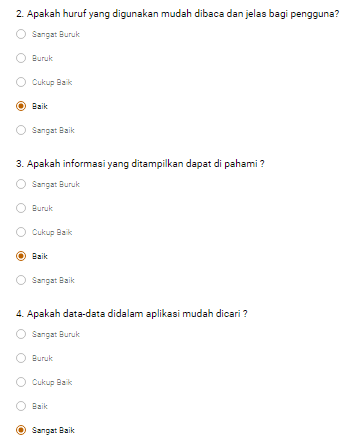 2. Apakah huruf yang digunakan mudah dibaca dan jelas bagi pengguna?
Sangat Buruk
Buruk
Cukup Baik
Baik
Sangat Baik
3. Apakah informasi yang ditampilkan dapat di pahami ?
Sangat Buruk
Buruk
Cukup Baik
Baik
Sangat Baik
4. Apakah data-data didalam aplikasi mudah dicari ?
Sangat Buruk
Buruk
Cukup Baik
Baik
Sangat Baik